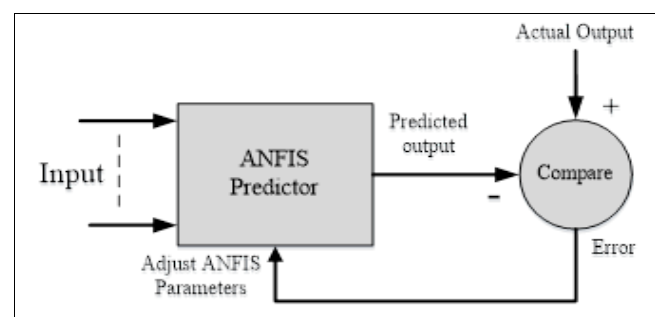 Actual Output
+
Predicted
output
ANFIS
Predictor
Input
Compare
-
Error
Adjust ANFIS
Parameters